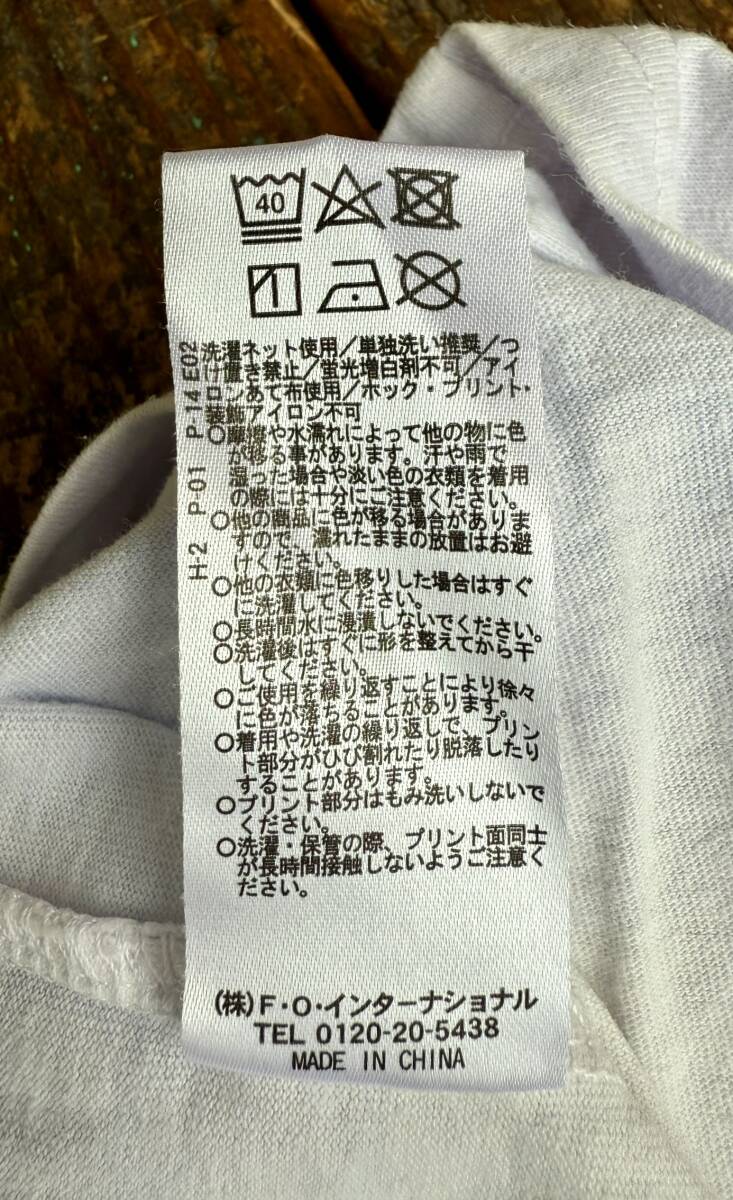 40
洗濯ネット使用/単独洗い推奨/つ
け置き禁止/蛍光増白剤不可/アイ
ロンあて布使用/ホック・プリント・
装飾アイロン不可
○摩擦や水濡れによって他の物に色
が移る事があります。汗や雨で
湿った場合や淡い色の衣類を着用
の際には十分にご注意ください。
○他の商品に色が移る場合がありま
すので、濡れたままの放置はお避
けください。
○他の衣類に色移りした場合はすぐ
に洗濯してください。
○長時間水に浸漬しないでください。
○洗濯後はすぐに形を整えてから干
してください。
○ご使用を繰り返すことにより徐々
に色が落ちることがあります。
○着用や洗濯の繰り返しで、プリン
ト部分がひび割れたり脱落したり
することがあります。
○プリント部分はもみ洗いしないで
ください。
○洗濯・保管の際、プリント面同士
が長時間接触しないようご注意く
ださい。
H-2 P-01 P-14 E02
(株)F・O・インターナショナル
TEL 0120-20-5438
MADE IN CHINA